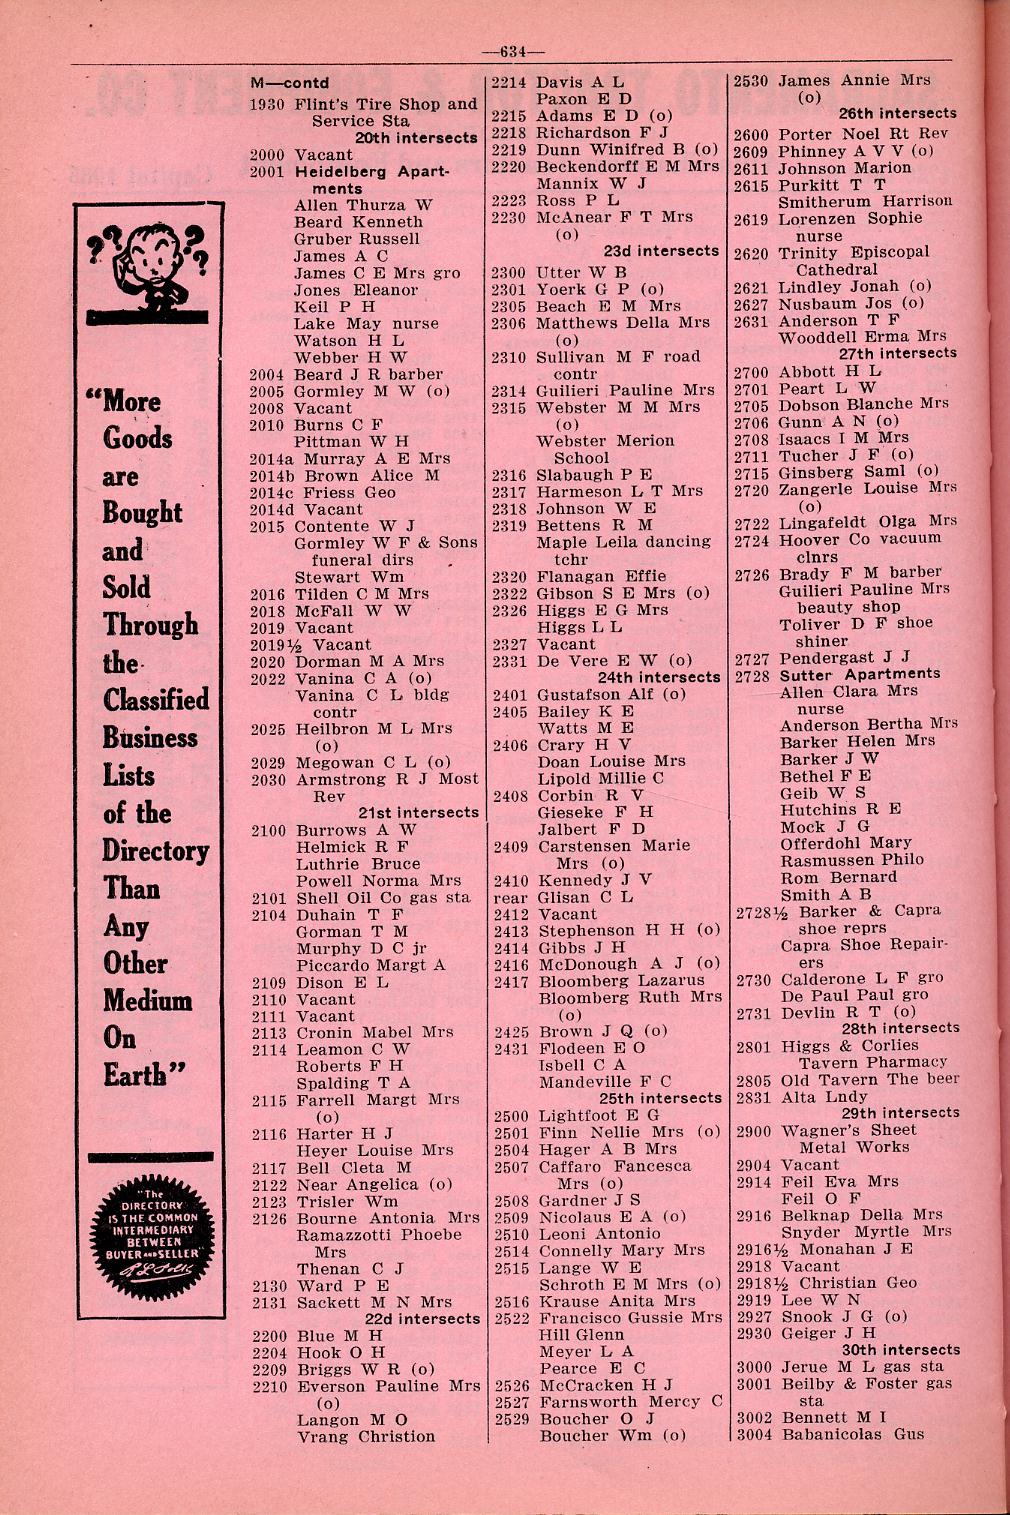 —634—
"More
Goods
are
Bought
and
Sold
Through
the
Classified
Business
Lists
of the
Directory
Than
Any
Other
Medium
On
Earth"
"The
DIRECTORY
IS THE COMMON
INTERMEDIARY
BETWEEN
BUYER AND SELLER"
R L Polk
M—contd
1930 Flint's Tire Shop and
Service Sta
20th intersects
2000 Vacant
2001 Heidelberg Apart-
ments
Allen Thurza W
Beard Kenneth
Gruber Russell
James A C
James C E Mrs gro
Jones Eleanor
Keil P H
Lake May nurse
Watson H L
Webber H W
2004 Beard J R barber
2005 Gormley M W (o)
2008 Vacant
2010 Burns C F
Pittman W H
2014a Murray A E Mrs
2014b Brown Alice M
2014c Friess Geo
2014d Vacant
2015 Contente W J
Gormley W F & Sons
funeral dirs
Stewart Wm
2016 Tilden C M Mrs
2018 McFall W W
2019 Vacant
2019½ Vacant
2020 Dorman M A Mrs
2022 Vanina C A (o)
Vanina C L bldg
contr
2025 Heilbron M L Mrs
(o)
2029 Megowan C L (o)
2030 Armstrong R J Most
Rev
21st intersects
2100 Burrows A W
Helmick R F
Luthrie Bruce
Powell Norma Mrs
2101 Shell Oil Co gas sta
2104 Duhain T F
Gorman T M
Murphy D C jr
Piccardo Margt A
2109 Dison E L
2110 Vacant
2111 Vacant
2113 Cronin Mabel Mrs
2114 Leamon C W
Roberts F H
Spalding T A
2115 Farrell Margt Mrs
(o)
2116 Harter H J
Heyer Louise Mrs
2117 Bell Cleta M
2122 Near Angelica (o)
2123 Trisler Wm
2126 Bourne Antonia Mrs
Ramazzotti Phoebe
Mrs
Thenan C J
2130 Ward P E
2131 Sackett M N Mrs
22d intersects
2200 Blue M H
2204 Hook O H
2209 Briggs W R (o)
2210 Everson Pauline Mrs
(o)
Langon M O
Vrang Christion
2214 Davis A L
Paxon E D
2215 Adams E D (o)
2218 Richardson F J
2219 Dunn Winifred B (o)
2220 Beckendorff E M Mrs
Mannix W J
2223 Ross P L
2230 McAnear F T Mrs
(o)
23d intersects
2300 Utter W B
2301 Yoerk G P (o)
2305 Beach E M Mrs
2306 Matthews Della Mrs
(o)
2310 Sullivan M F road
contr
2314 Guilieri Pauline Mrs
2315 Webster M M Mrs
(o)
Webster Merion
School
2316 Slabaugh P E
2317 Harmeson L T Mrs
2318 Johnson W E
2319 Bettens R M
Maple Leila dancing
tchr
2320 Flanagan Effie
2322 Gibson S E Mrs (o)
2326 Higgs E G Mrs
Higgs L L
2327 Vacant
2331 De Vere E W (o)
24th intersects
2401 Gustafson Alf (o)
2405 Bailey K E
Watts M E
2406 Crary H V
Doan Louise Mrs
Lipold Millie C
2408 Corbin R V
Gieseke F H
Jalbert F D
2409 Carstensen Marie
Mrs (o)
2410 Kennedy J V
rear Glisan C L
2412 Vacant
2413 Stephenson H H (o)
2414 Gibbs J H
2416 McDonough A J (o)
2417 Bloomberg Lazarus
Bloomberg Ruth Mrs
(o)
2425 Brown J Q (o)
2431 Flodeen E O
Isbell C A
Mandeville F C
25th intersects
2500 Lightfoot E G
2501 Finn Nellie Mrs (o)
2504 Hager A B Mrs
2507 Caffaro Fancesca
Mrs (o)
2508 Gardner J S
2509 Nicolaus E A (o)
2510 Leoni Antonio
2514 Connelly Mary Mrs
2515 Lange W E
Schroth E M Mrs (o)
2516 Krause Anita Mrs
2522 Francisco Gussie Mrs
Hill Glenn
Meyer L A
Pearce E C
2526 McCracken H J
2527 Farnsworth Mercy C
2529 Boucher O J
Boucher Wm (o)
2530 James Annie Mrs
(o)
26th intersects
2600 Porter Noel Rt Rev
2609 Phinney A V V (o)
2611 Johnson Marion
2615 Purkitt T T
Smitherum Harrison
2619 Lorenzen Sophie
nurse
2620 Trinity Episcopal
Cathedral
2621 Lindley Jonah (o)
2627 Nusbaum Jos (o)
2631 Anderson T F
Wooddell Erma Mrs
27th intersects
2700 Abbott H L
2701 Peart L W
2705 Dobson Blanche Mrs
2706 Gunn A N (o)
2708 Isaacs I M Mrs
2711 Tucher J F (o)
2715 Ginsberg Saml (o)
2720 Zangerle Louise Mrs
(o)
2722 Lingafeldt Olga Mrs
2724 Hoover Co vacuum
clnrs
2726 Brady F M barber
Guilieri Pauline Mrs
beauty shop
Toliver D F shoe
shiner
2727 Pendergast J J
2728 Sutter Apartments
Allen Clara Mrs
nurse
Anderson Bertha Mrs
Barker Helen Mrs
Barker J W
Bethel F E
Geib W S
Hutchins R E
Mock J G
Offerdohl Mary
Rasmussen Philo
Rom Bernard
Smith A B
2728½ Barker & Capra
shoe reprs
Capra Shoe Repair-
ers
2730 Calderone L F gro
De Paul Paul gro
2731 Devlin R T (o)
28th intersects
2801 Higgs & Corlies
Tavern Pharmacy
2805 Old Tavern The beer
2831 Alta Lndy
29th intersects
2900 Wagner's Sheet
Metal Works
2904 Vacant
2914 Feil Eva Mrs
Feil O F
2916 Belknap Della Mrs
Snyder Myrtle Mrs
2916½ Monahan J E
2918 Vacant
2918½ Christian Geo
2919 Lee W N
2927 Snook J G (o)
2930 Geiger J H
30th intersects
3000 Jerue M L gas sta
3001 Beilby & Foster gas
sta
3002 Bennett M I
3004 Babanicolas Gus